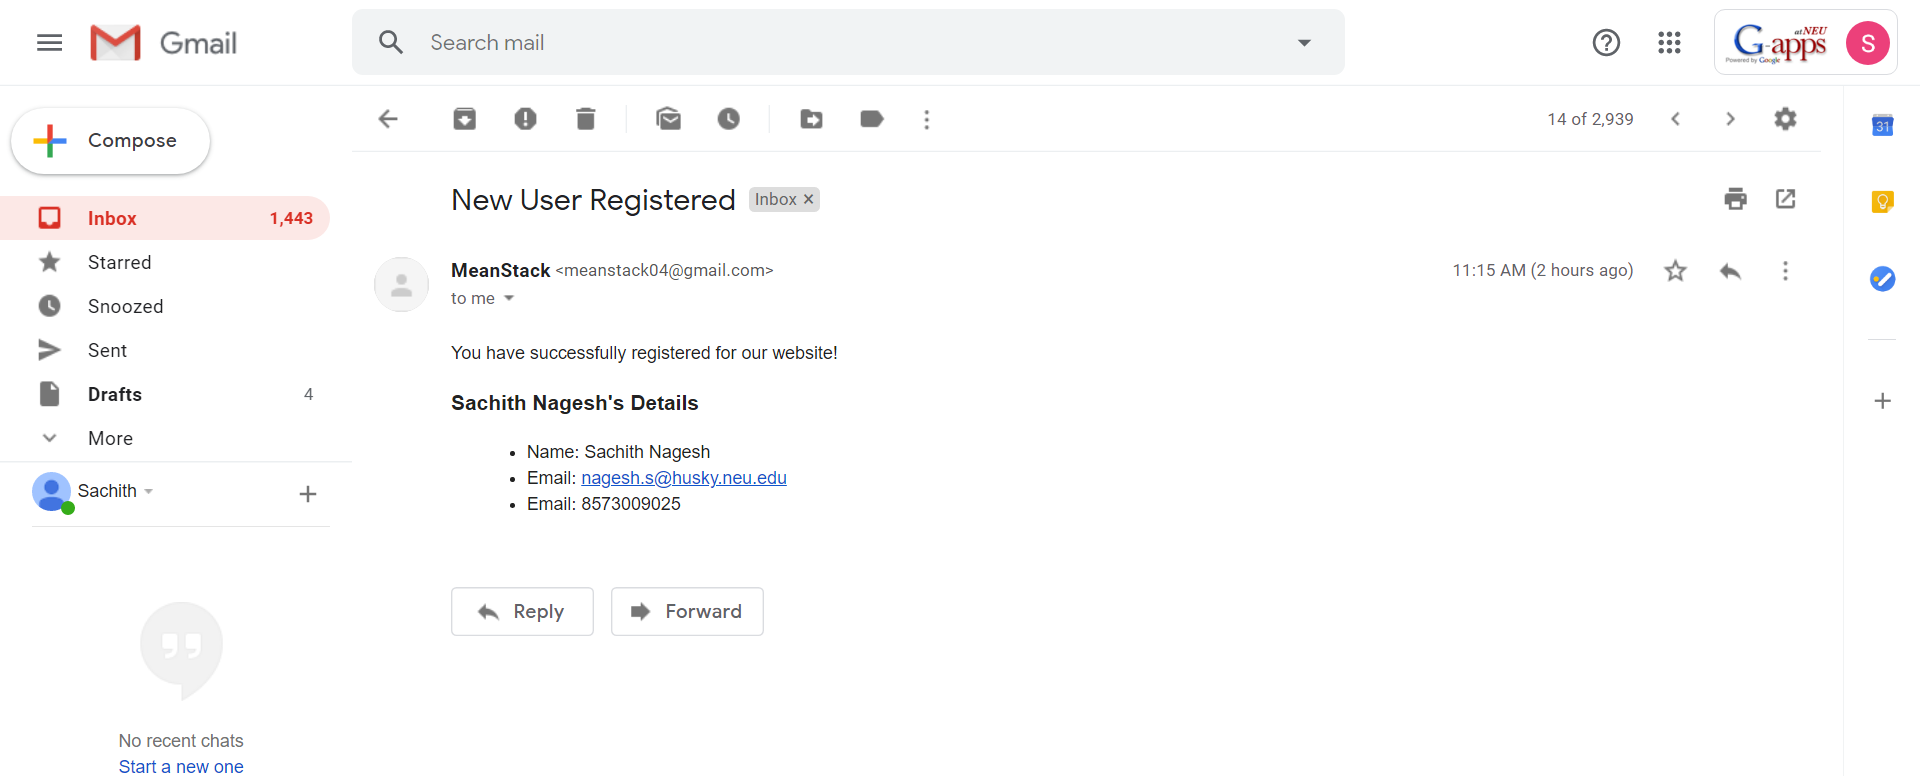 Gmail
Search mail
G-apps
at NEU
Powered by Google
S
Compose
14 of 2,939
31
New User Registered Inbox ×
Inbox 1,443
Starred
Snoozed
Sent
Drafts 4
More
Sachith
MeanStack <meanstack04@gmail.com> 11:15 AM (2 hours ago)
to me
You have successfully registered for our website!
Sachith Nagesh's Details
• Name: Sachith Nagesh
• Email: nagesh.s@husky.neu.edu
• Email: 8573009025
Reply Forward
No recent chats
Start a new one